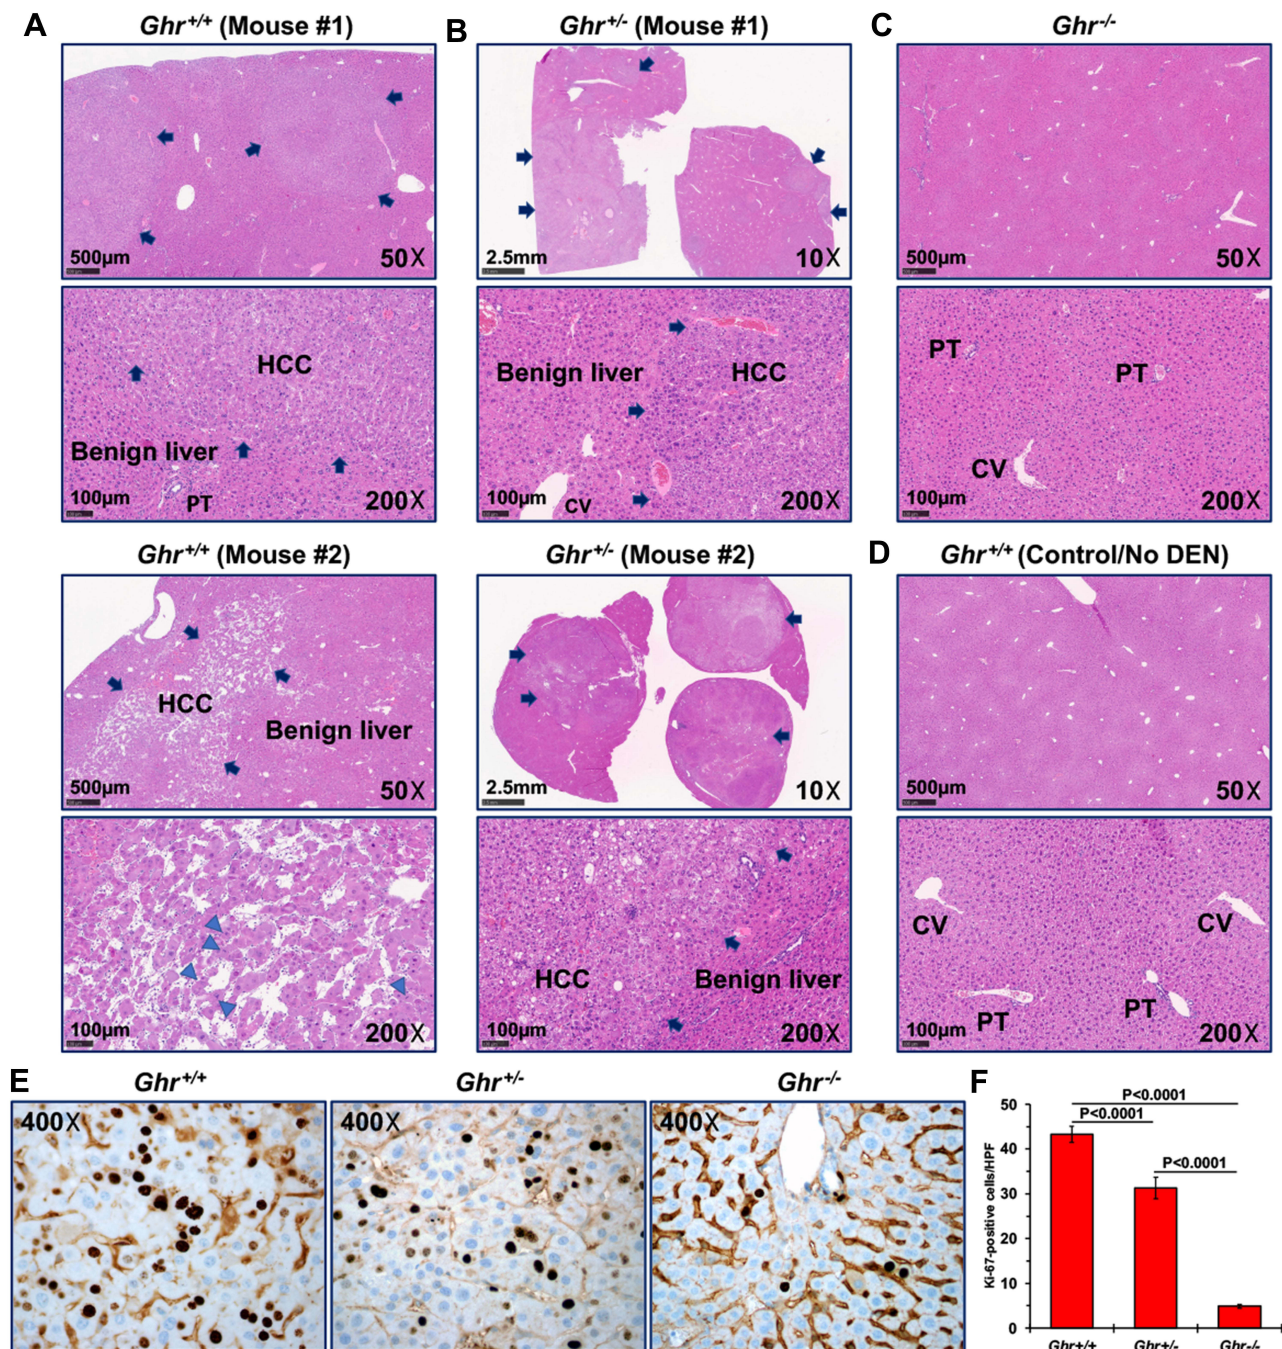 A
Ghr+/+ (Mouse #1)
B
Ghr+/- (Mouse #1)
C
Ghr-/-
500µm
50X
2.5mm
10X
500µm
50X
HCC
Benign liver
PT
100µm
200X
Benign liver
HCC
CV
100µm
200X
PT
PT
CV
100µm
200X
Ghr+/+ (Mouse #2)
Ghr+/- (Mouse #2)
D
Ghr+/+ (Control/No DEN)
HCC
Benign liver
500µm
50X
2.5mm
10X
500µm
50X
100µm
200X
HCC
Benign liver
100µm
200X
CV
CV
PT
PT
100µm
200X
E
Ghr+/+
Ghr+/-
Ghr-/-
400X
400X
400X
F
Ki-67-positive cells/HPF
50
40
30
20
10
0
P<0.0001
P<0.0001
P<0.0001
Ghr+/+
Ghr+/-
Ghr-/-